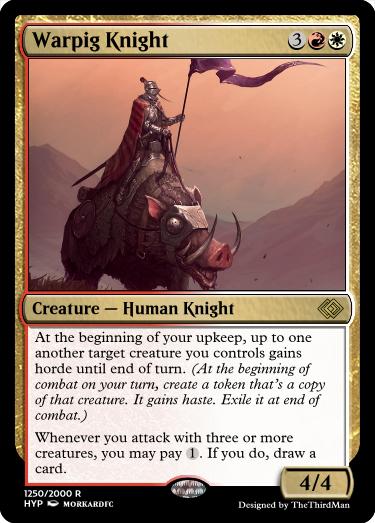 Warpig Knight 3
Creature — Human Knight
At the beginning of your upkeep, up to one
another target creature you controls gains
horde until end of turn. (At the beginning of
combat on your turn, create a token that's a copy
of that creature. It gains haste. Exile it at end
of combat.)
Whenever you attack with three or more
creatures, you may pay 1. If you do, draw a
card.
4/4
1250/2000 R
HYP MORKARDFC
Designed by TheThirdMan